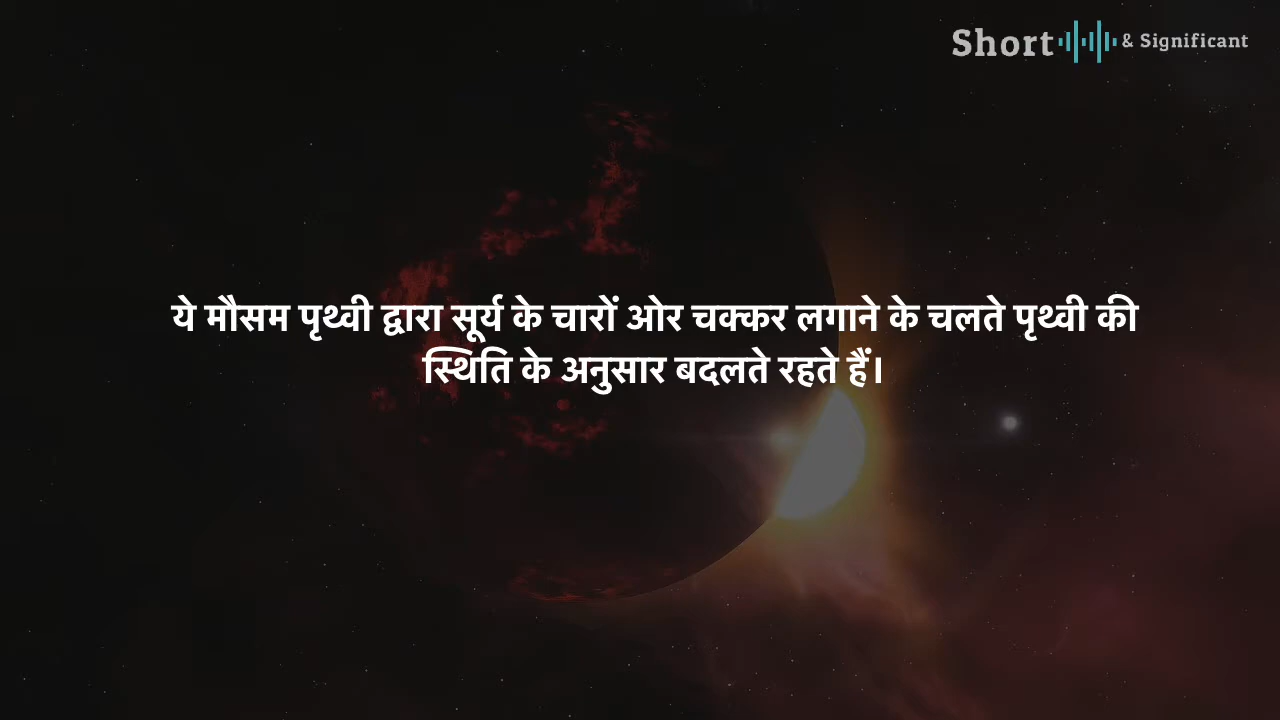 Short & Significant
ये मौसम पृथ्वी द्वारा सूर्य के चारों ओर चक्कर लगाने के चलते पृथ्वी की
स्थिति के अनुसार बदलते रहते हैं।